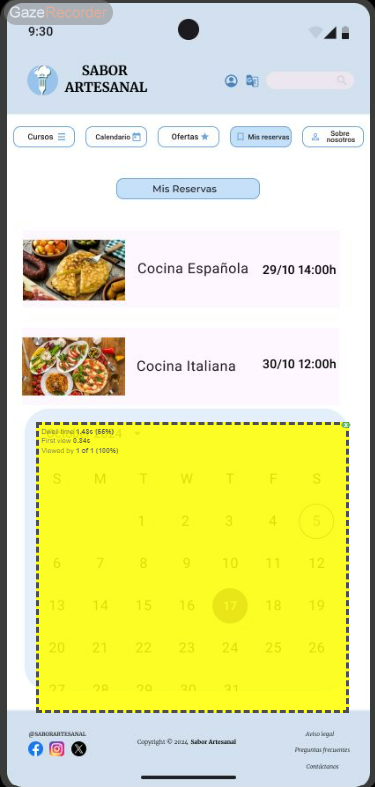 GazeRecorder
9:30
SABOR
ARTESANAL
Cursos
Calendario
Ofertas
Mis reservas
Sobre
nosotros
Mis Reservas
Cocina Española
29/10 14:00h
Cocina Italiana
30/10 12:00h
Dwell time 1,43s (55%)
First view 0.84s
Viewed by 1 of 1 (100%)
S M T W T F S
1 2 3 4 5
6 7 8 9 10 11 12
13 14 15 16 17 18 19
20 21 22 23 24 25 26
27 28 29 30 31
@SABORARTESANAL
Copyright © 2024, Sabor Artesanal
Aviso legal
Preguntas frecuentes
Contáctanos